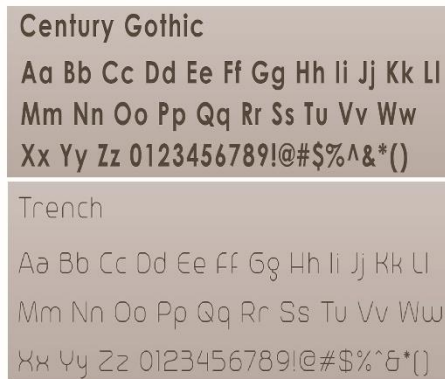 Century Gothic
Aa Bb Cc Dd Ee Ff Gg Hh Ii Jj Kk Ll
Mm Nn Oo Pp Qq Rr Ss Tu Vv Ww
Xx Yy Zz 0123456789!@#$%^&*()
Trench
Aa Bb Cc Dd Ee Ff Gg Hh Ii Jj Kk Ll
Mm Nn Oo Pp Qq Rr Ss Tu Vv Ww
Xx Yy Zz 0123456789!@#$%^&*()